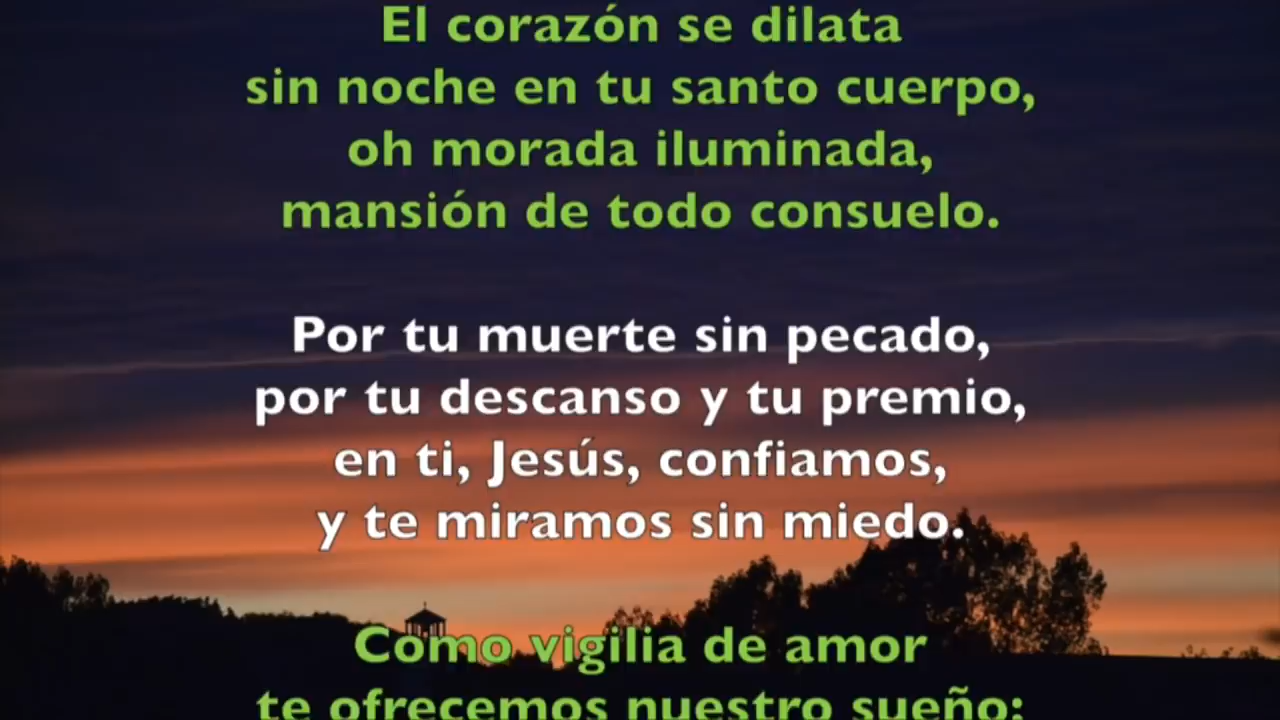 El corazón se dilata
sin noche en tu santo cuerpo,
oh morada iluminada,
mansión de todo consuelo.
Por tu muerte sin pecado,
por tu descanso y tu premio,
en ti, Jesús, confiamos,
y te miramos sin miedo.
Como vigilia de amor
te ofrecemos nuestro sueño;